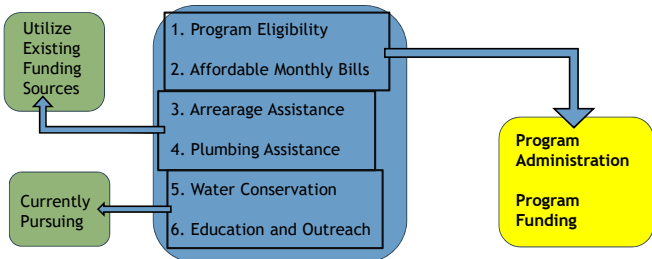 Utilize
Existing
Funding
Sources
1. Program Eligibility
2. Affordable Monthly Bills
3. Arrearage Assistance
4. Plumbing Assistance
5. Water Conservation
6. Education and Outreach
Currently
Pursuing
Program
Administration
Program
Funding